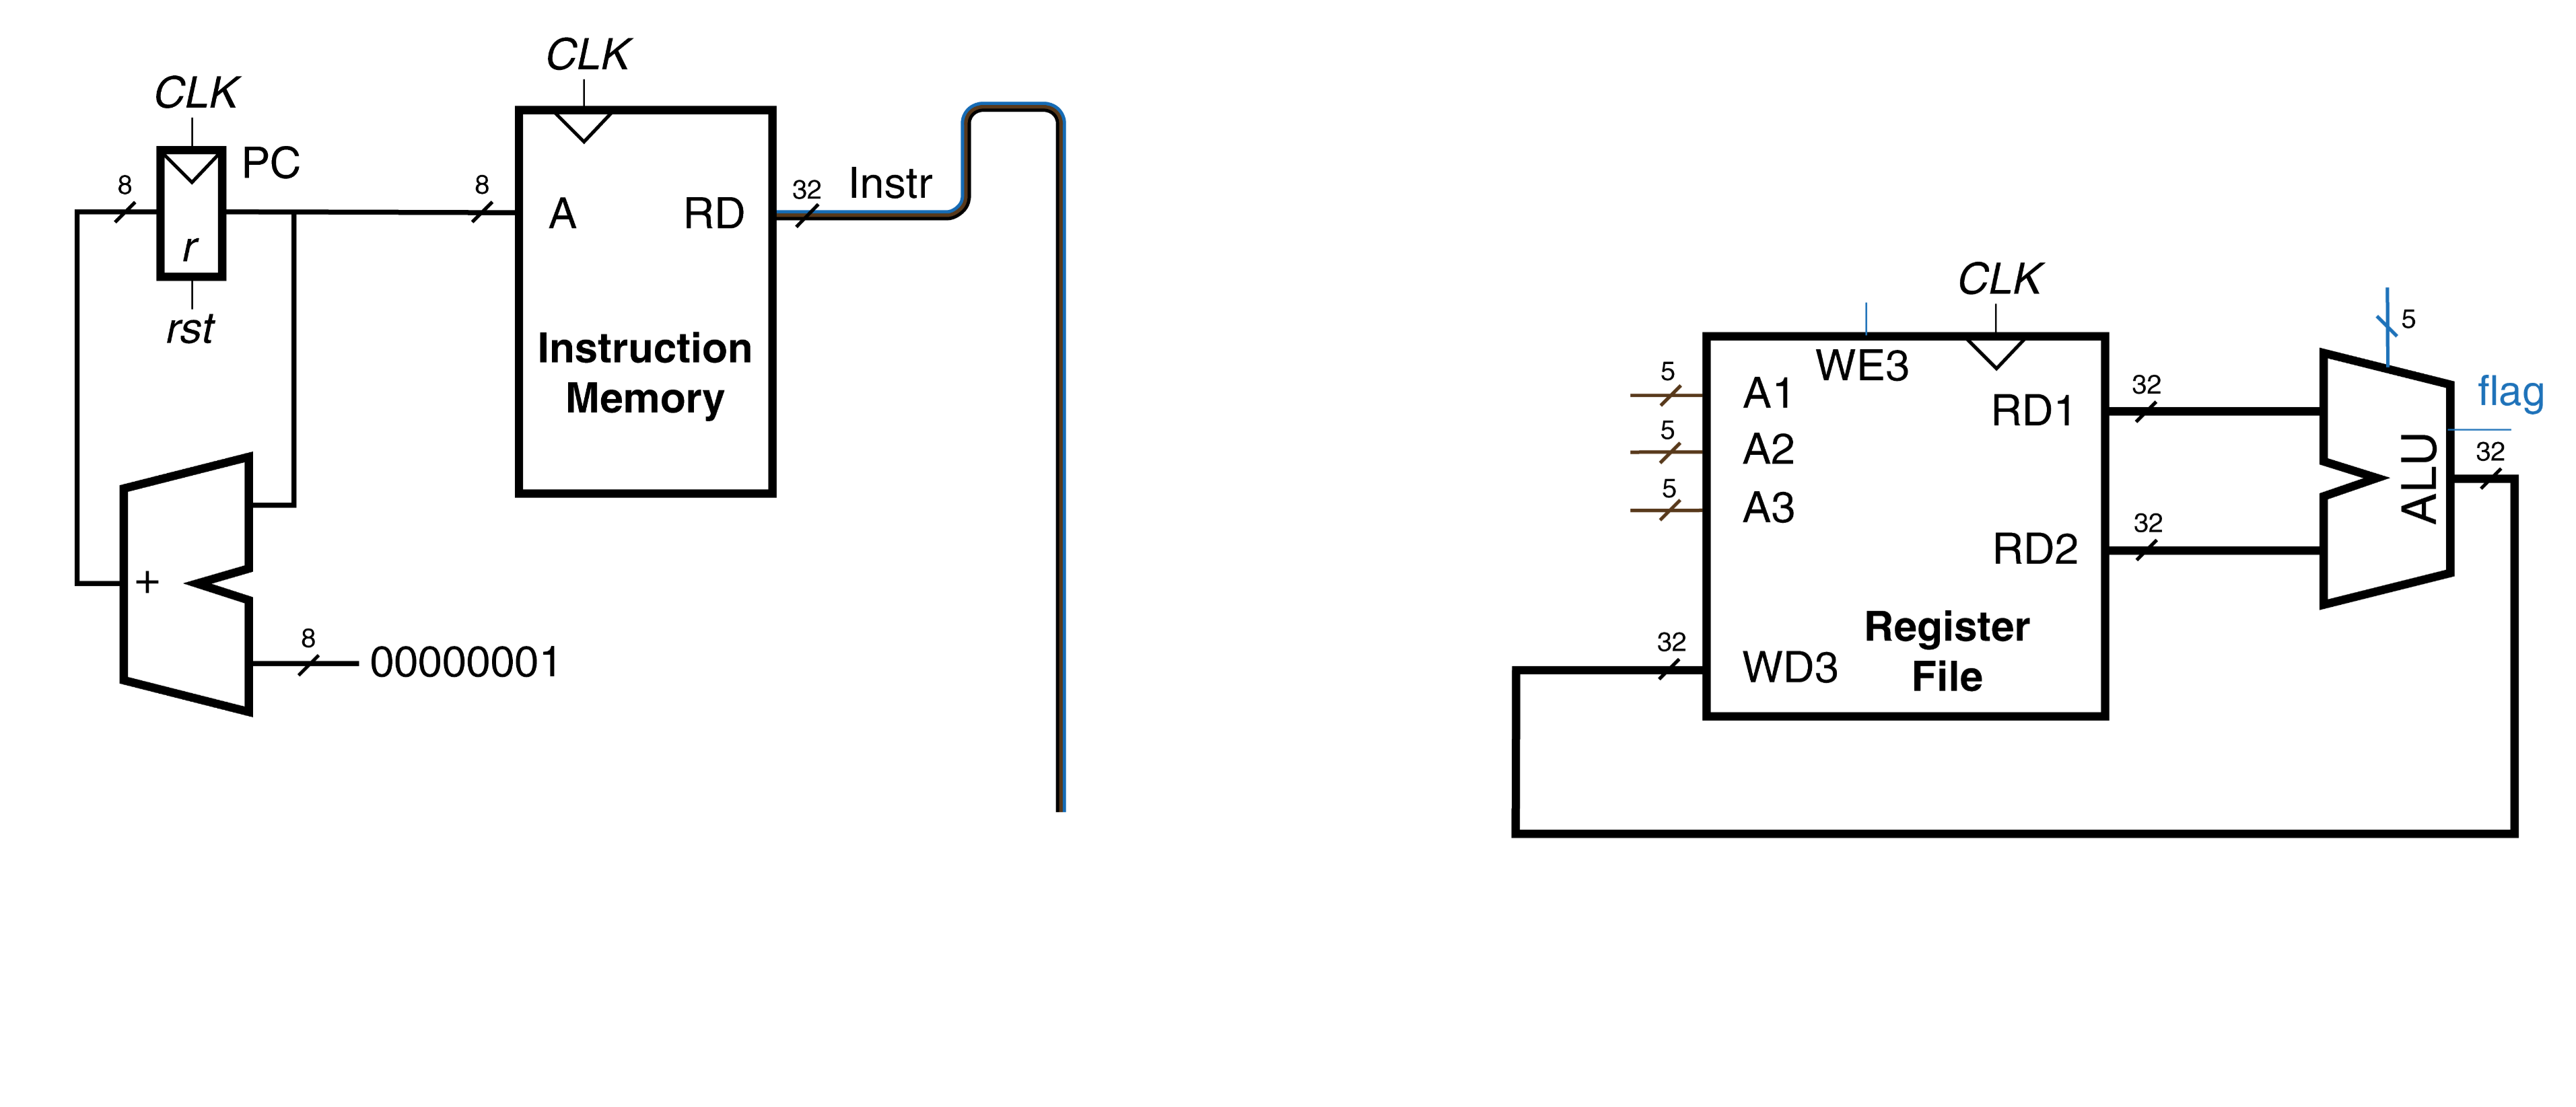 CLK
CLK
PC
8
8
A
RD
32
Instr
r
rst
Instruction
Memory
+
8
00000001
CLK
5
WE3
5
A1
5
A2
5
A3
RD1
32
RD2
32
flag
32
ALU
Register
File
32
WD3